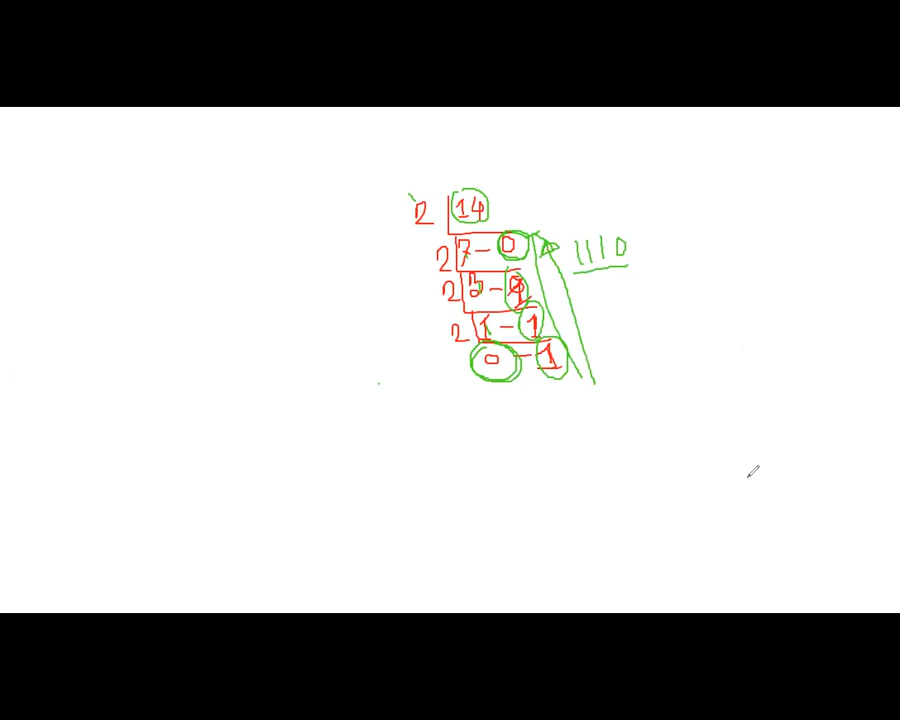 2 14
2 7 - 0 1110
2 3 - 1
2 1 - 1
0 - 1